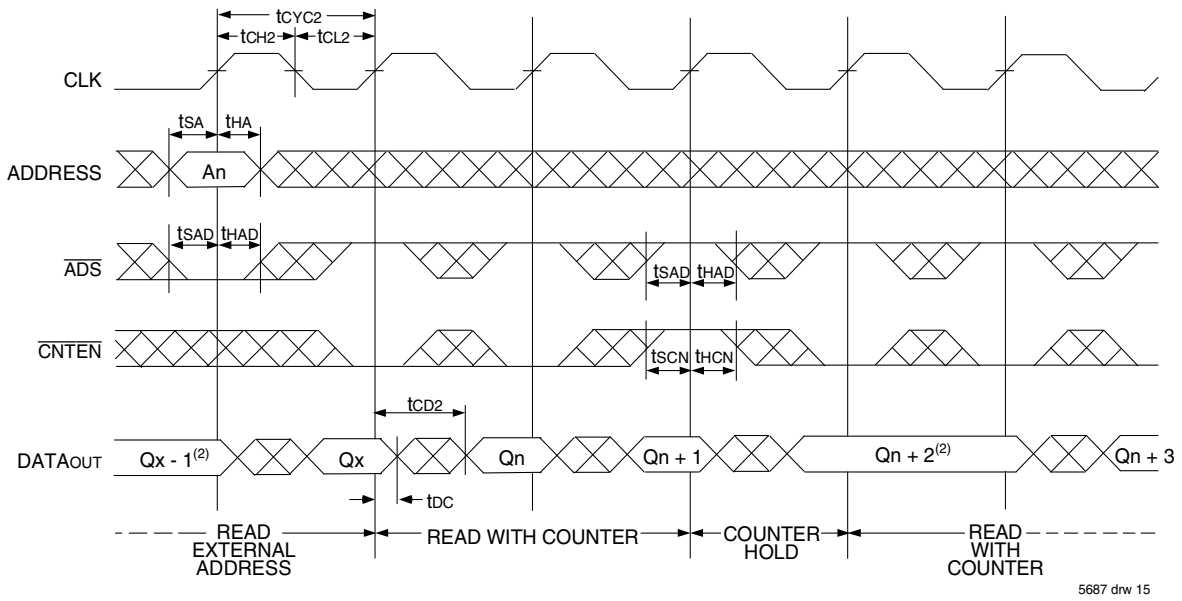 tCYC2
tCH2 tCL2
CLK
tSA tHA
ADDRESS An
tSAD tHAD
ADS
tSAD tHAD
CNTEN
tSCN tHCN
tCD2
DATAOUT Qx - 1(2) Qx Qn Qn + 1 Qn + 2(2) Qn + 3
tDC
READ EXTERNAL ADDRESS
READ WITH COUNTER
COUNTER HOLD
READ WITH COUNTER
5687 drw 15